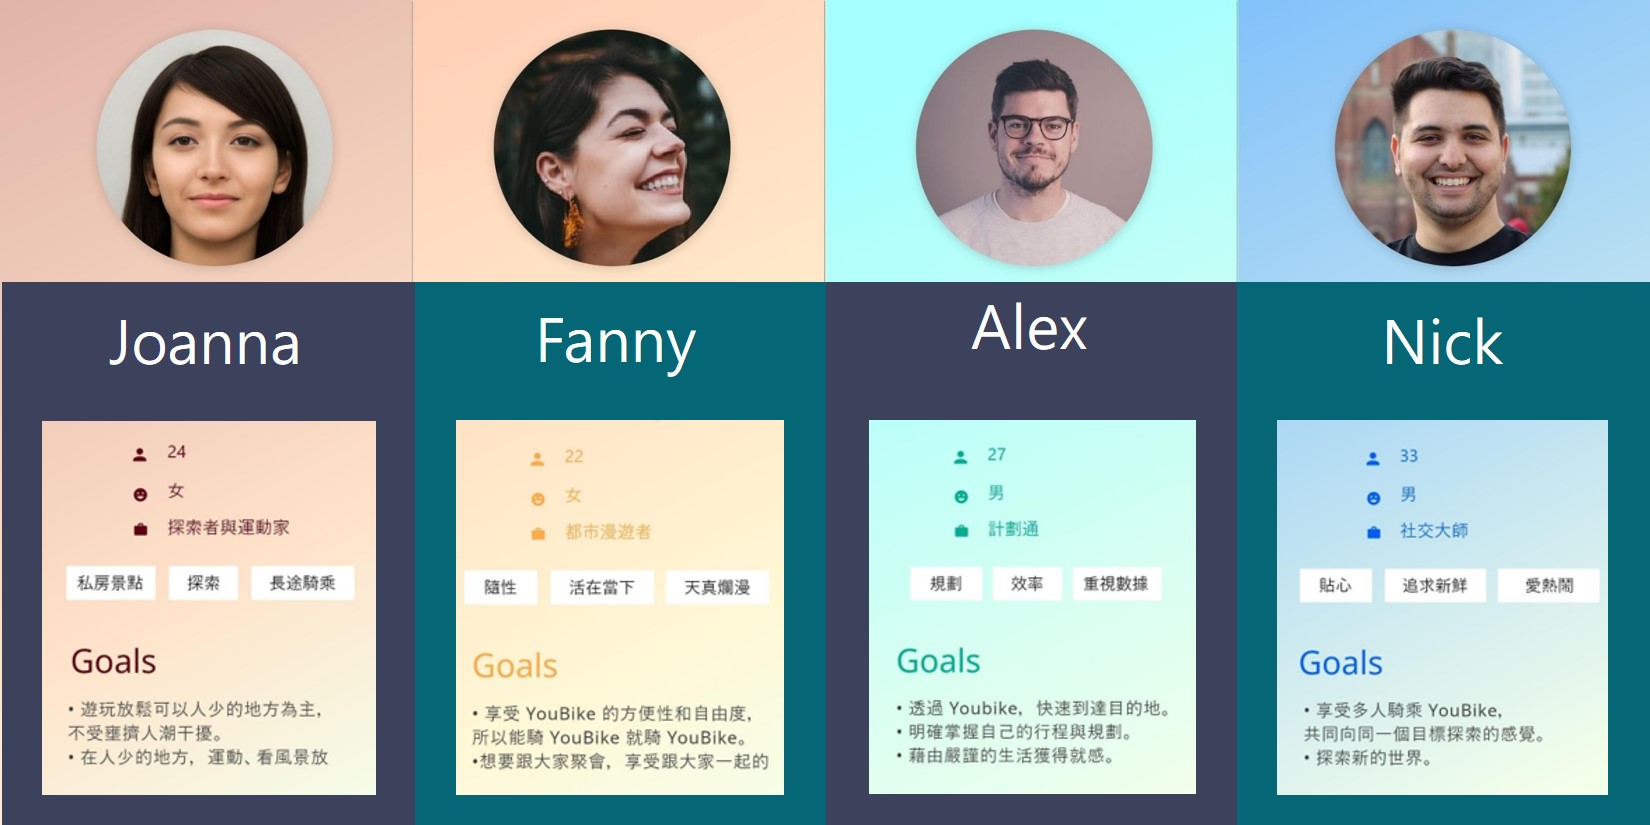 Joanna
24
女
探索者與運動家
私房景點
探索
長途騎乘
Goals
• 遊玩放鬆可以人少的地方為主，
不受壅擠人潮干擾。
• 在人少的地方，運動、看風景放
Fanny
22
女
都市漫遊者
隨性
活在當下
天真爛漫
Goals
• 享受 YouBike 的方便性和自由度，
所以能騎 YouBike 就騎 YouBike。
•想要跟大家聚會，享受跟大家一起的
Alex
27
男
計劃通
規劃
效率
重視數據
Goals
• 透過 Youbike，快速到達目的地。
• 明確掌握自己的行程與規劃。
• 藉由嚴謹的生活獲得就感。
Nick
33
男
社交大師
貼心
追求新鮮
愛熱鬧
Goals
• 享受多人騎乘 YouBike，
共同向同一個目標探索的感覺。
• 探索新的世界。